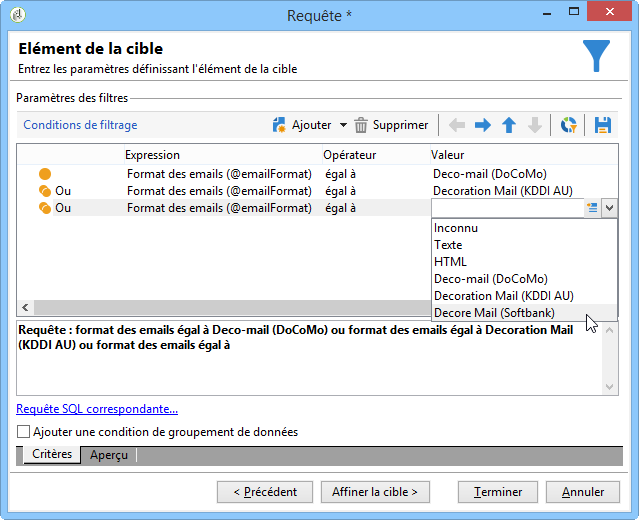 Requête *
Elément de la cible
Entrez les paramètres définissant l'élément de la cible
Paramètres des filtres
Conditions de filtrage Ajouter Supprimer
Expression Opérateur Valeur
Format des emails (@emailFormat) égal à Deco-mail (DoCoMo)
Ou Format des emails (@emailFormat) égal à Decoration Mail (KDDI AU)
Ou Format des emails (@emailFormat) égal à
Inconnu
Texte
HTML
Deco-mail (DoCoMo)
Decoration Mail (KDDI AU)
Decore Mail (Softbank)
Requête : format des emails égal à Deco-mail (DoCoMo) ou format des emails égal à Decoration Mail
(KDDI AU) ou format des emails égal à
Requête SQL correspondante...
Ajouter une condition de groupement de données
Critères Aperçu
< Précédent Affiner la cible > Terminer Annuler